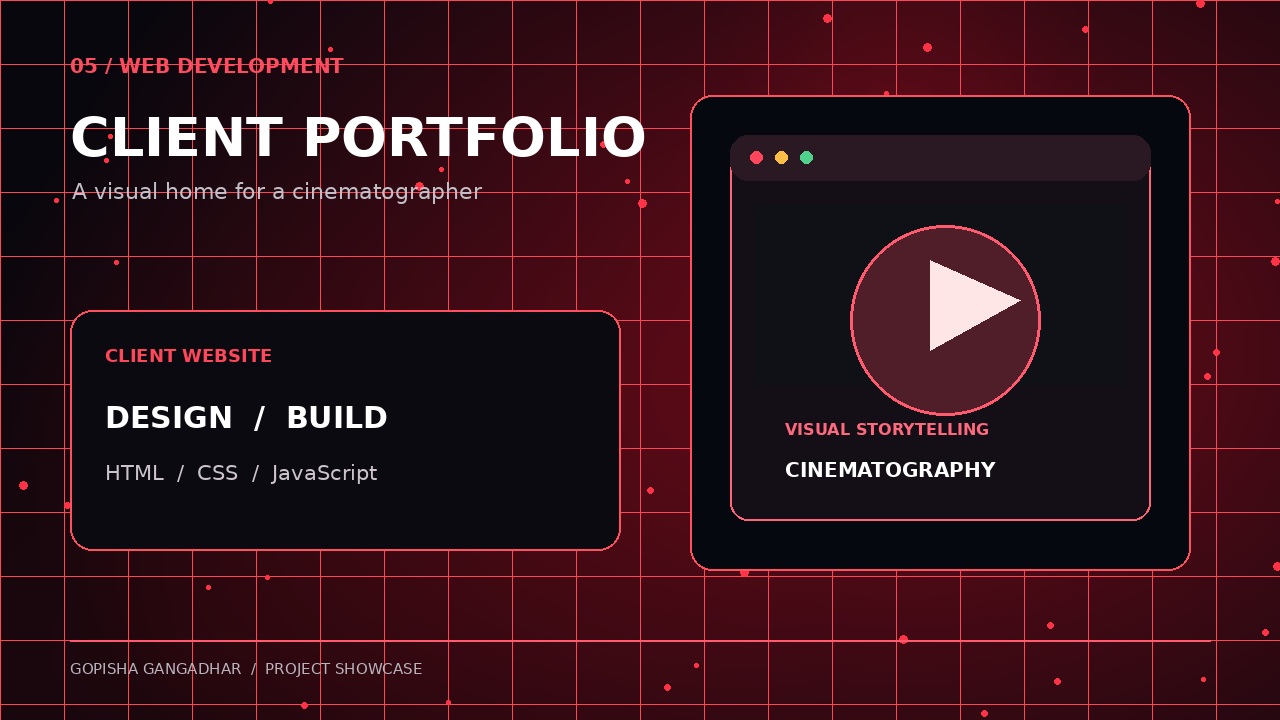 05 / WEB DEVELOPMENT
CLIENT PORTFOLIO
A visual home for a cinematographer
CLIENT WEBSITE
DESIGN / BUILD
HTML / CSS / JavaScript
VISUAL STORYTELLING
CINEMATOGRAPHY
GOPISHA GANGADHAR / PROJECT SHOWCASE